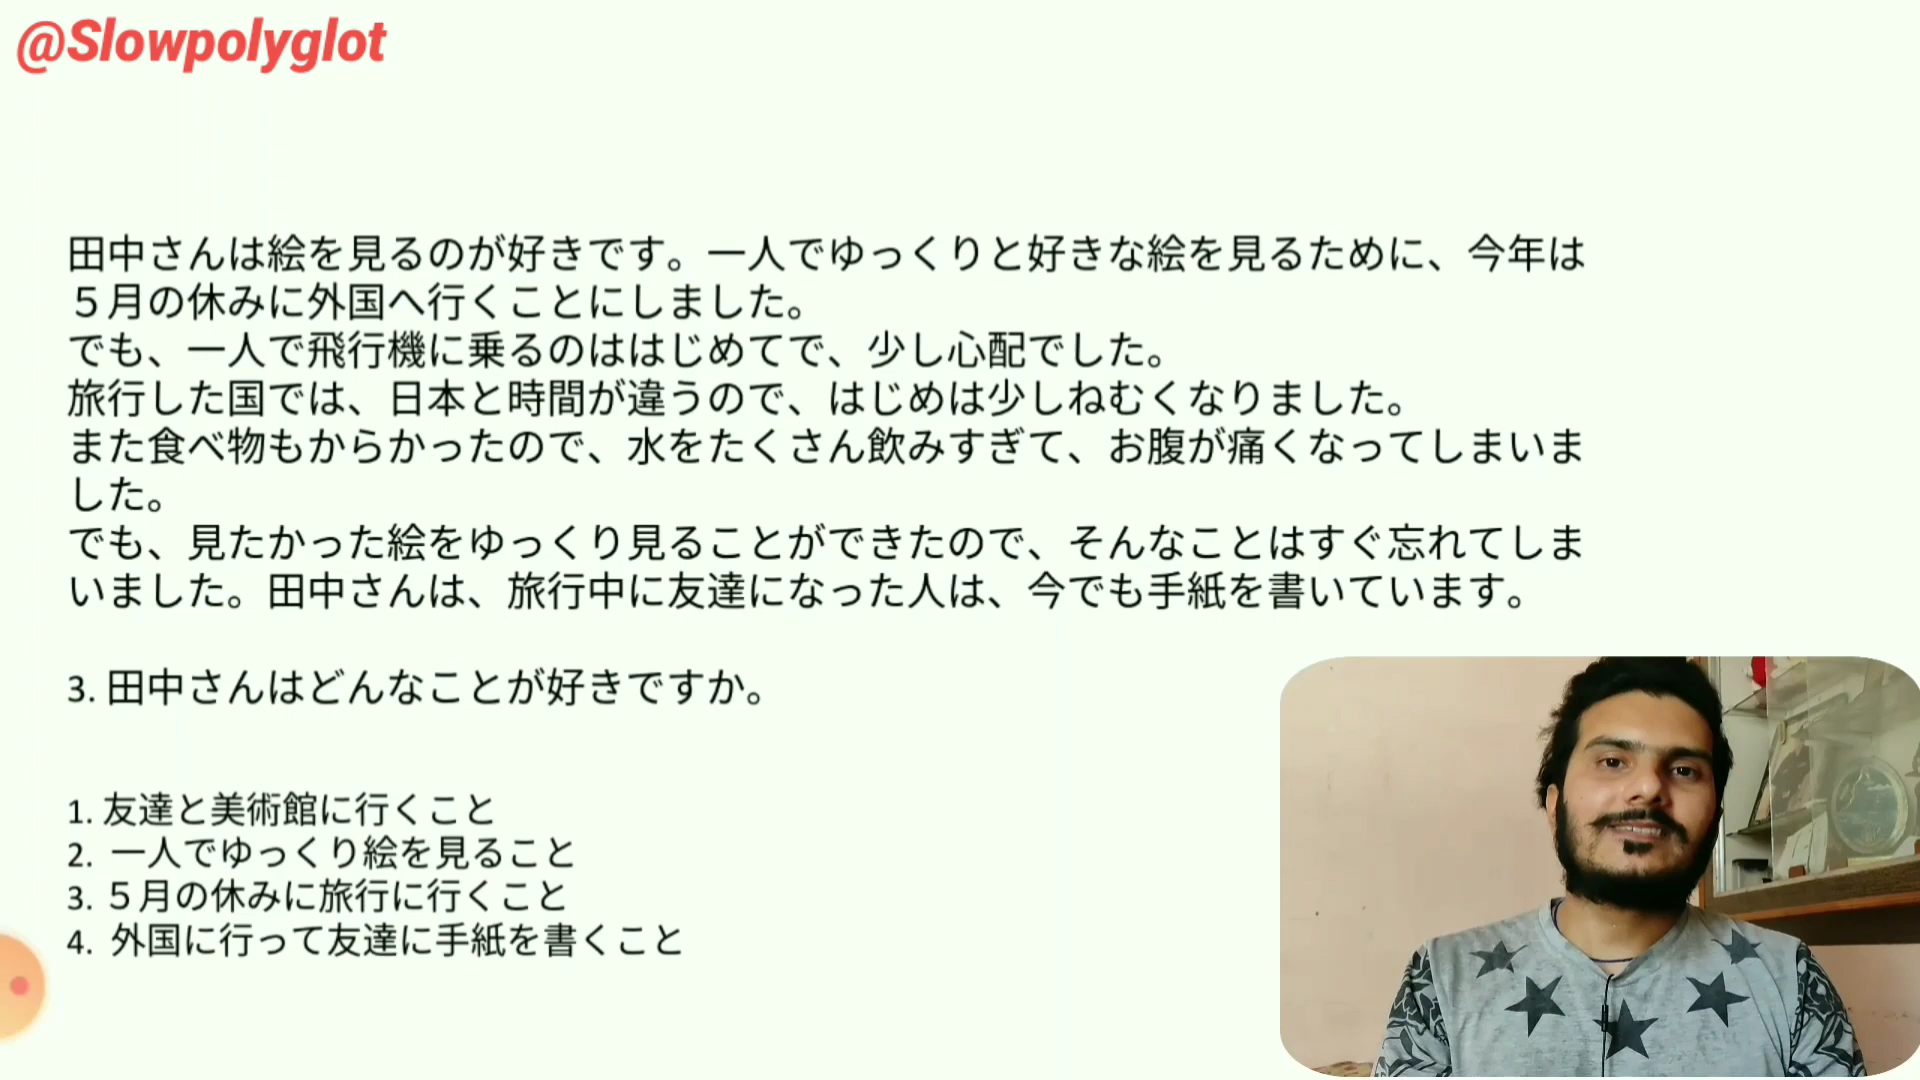 @Slowpolyglot
田中さんは絵を見るのが好きです。一人でゆっくりと好きな絵を見るために、今年は
５月の休みに外国へ行くことにしました。
でも、一人で飛行機に乗るのははじめてで、少し心配でした。
旅行した国では、日本と時間が違うので、はじめは少しねむくなりました。
また食べ物もからかったので、水をたくさん飲みすぎて、お腹が痛くなってしまいま
した。
でも、見たかった絵をゆっくり見ることができたので、そんなことはすぐ忘れてしま
いました。田中さんは、旅行中に友達になった人は、今でも手紙を書いています。
3. 田中さんはどんなことが好きですか。
1. 友達と美術館に行くこと
2. 一人でゆっくり絵を見ること
3. ５月の休みに旅行に行くこと
4. 外国に行って友達に手紙を書くこと